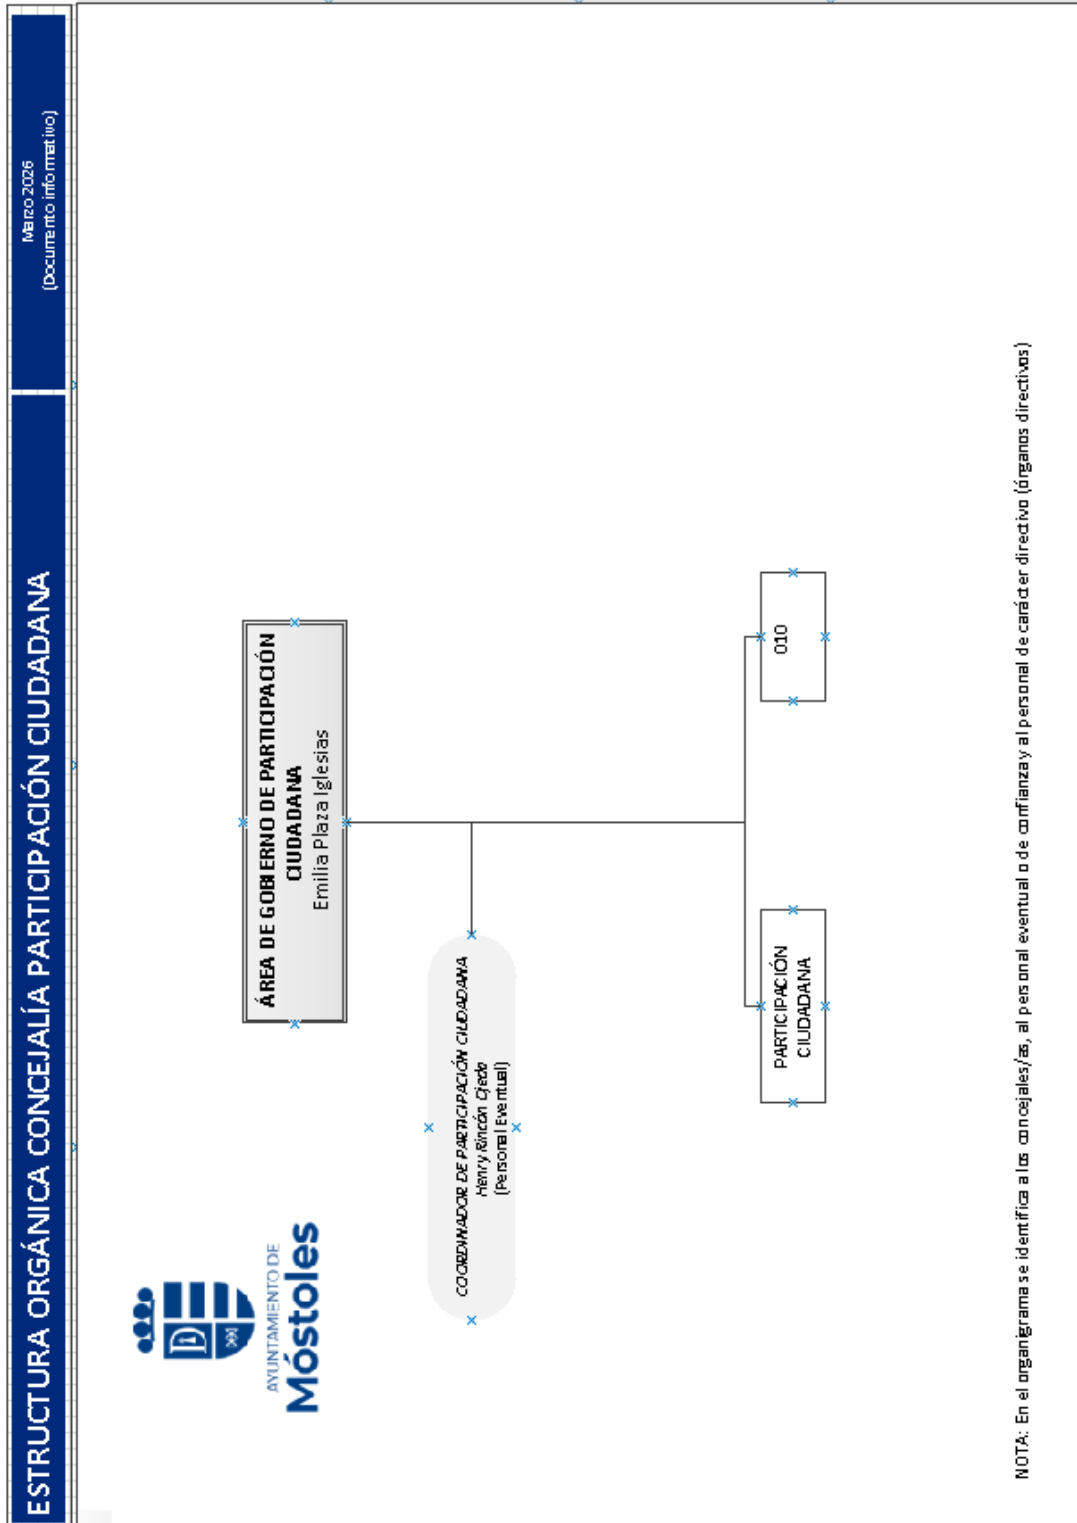 ESTRUCTURA ORGÁNICA CONCEJALÍA PARTICIPACIÓN CIUDADANA
Marzo 2026
(Documento informativo)
AYUNTAMIENTO DE
Móstoles
ÁREA DE GOBIERNO DE PARTICIPACIÓN
CIUDADANA
Emilia Plaza Iglesias
COORDINADOR DE PARTICIPACIÓN CIUDADANA
Henry Rincón Ojeda
(Personal Eventual)
PARTICIPACIÓN
CIUDADANA
010
NOTA: En el organigrama se identifica a los concejales/as, al personal eventual o de confianza y al personal de carácter directivo (órganos directivos)